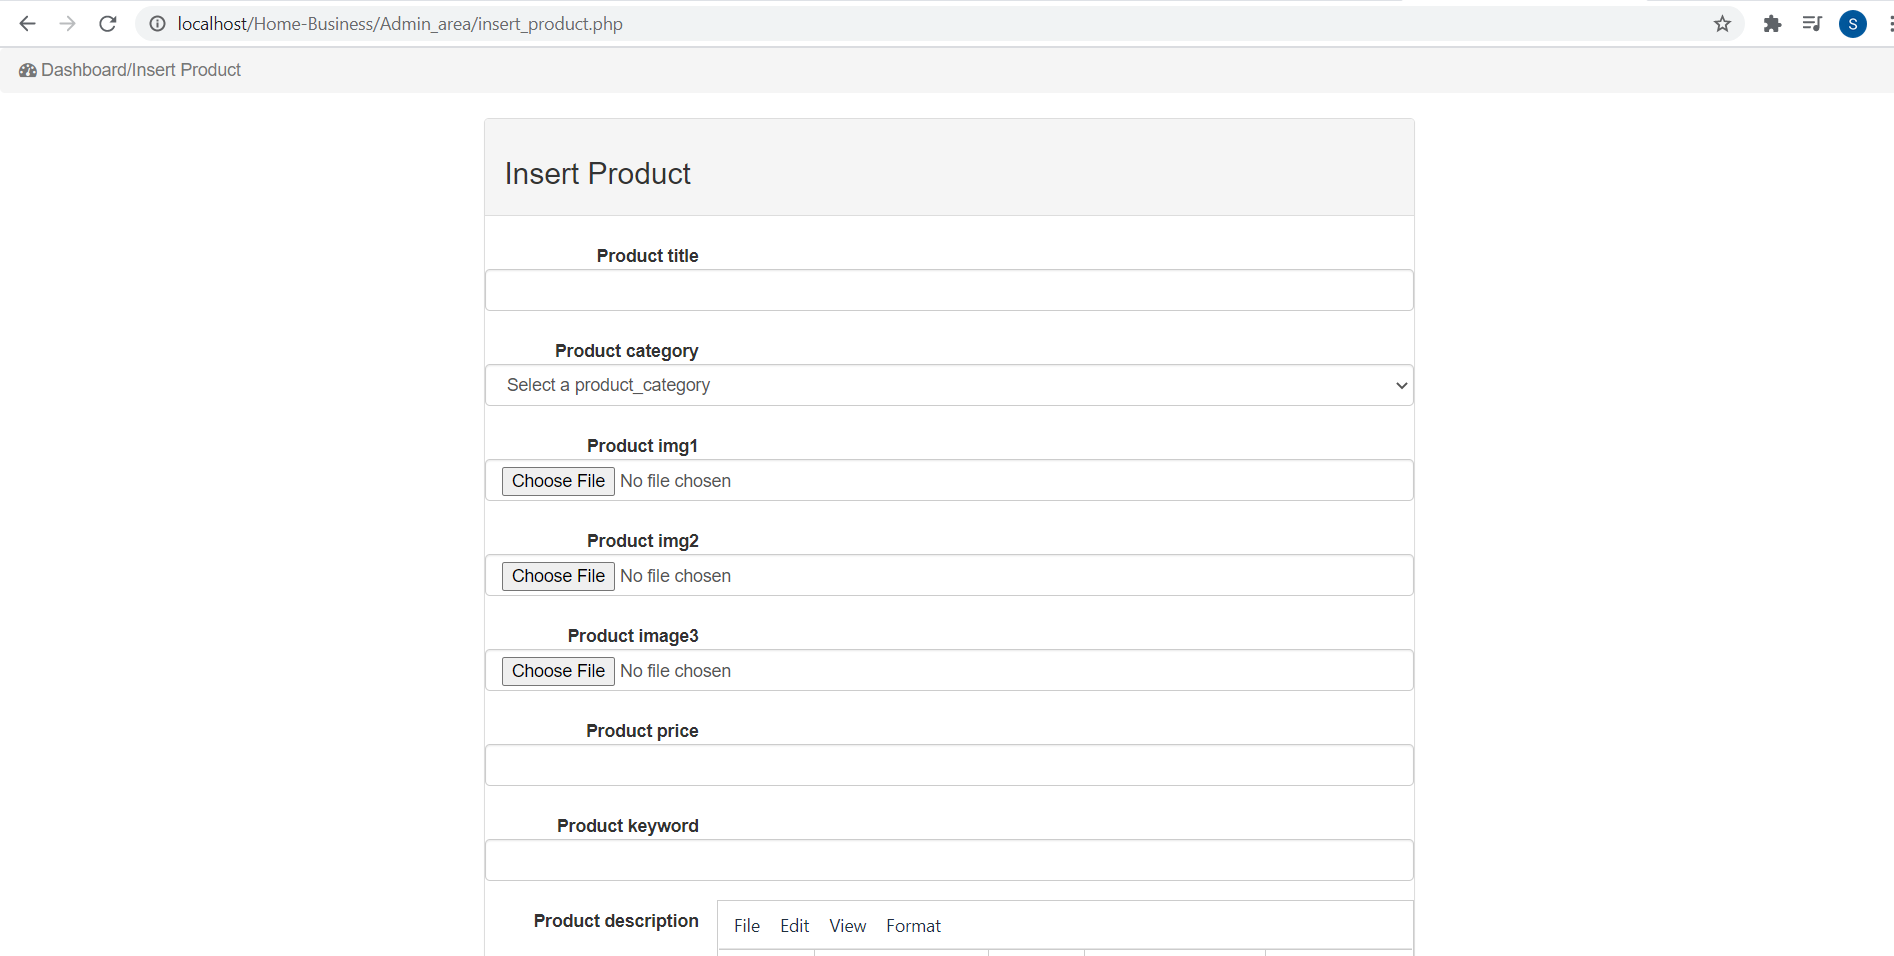 localhost/Home-Business/Admin_area/insert_product.php
S
Dashboard/Insert Product
Insert Product
Product title
Product category
Select a product_category
Product img1
Choose File No file chosen
Product img2
Choose File No file chosen
Product image3
Choose File No file chosen
Product price
Product keyword
Product description
File Edit View Format